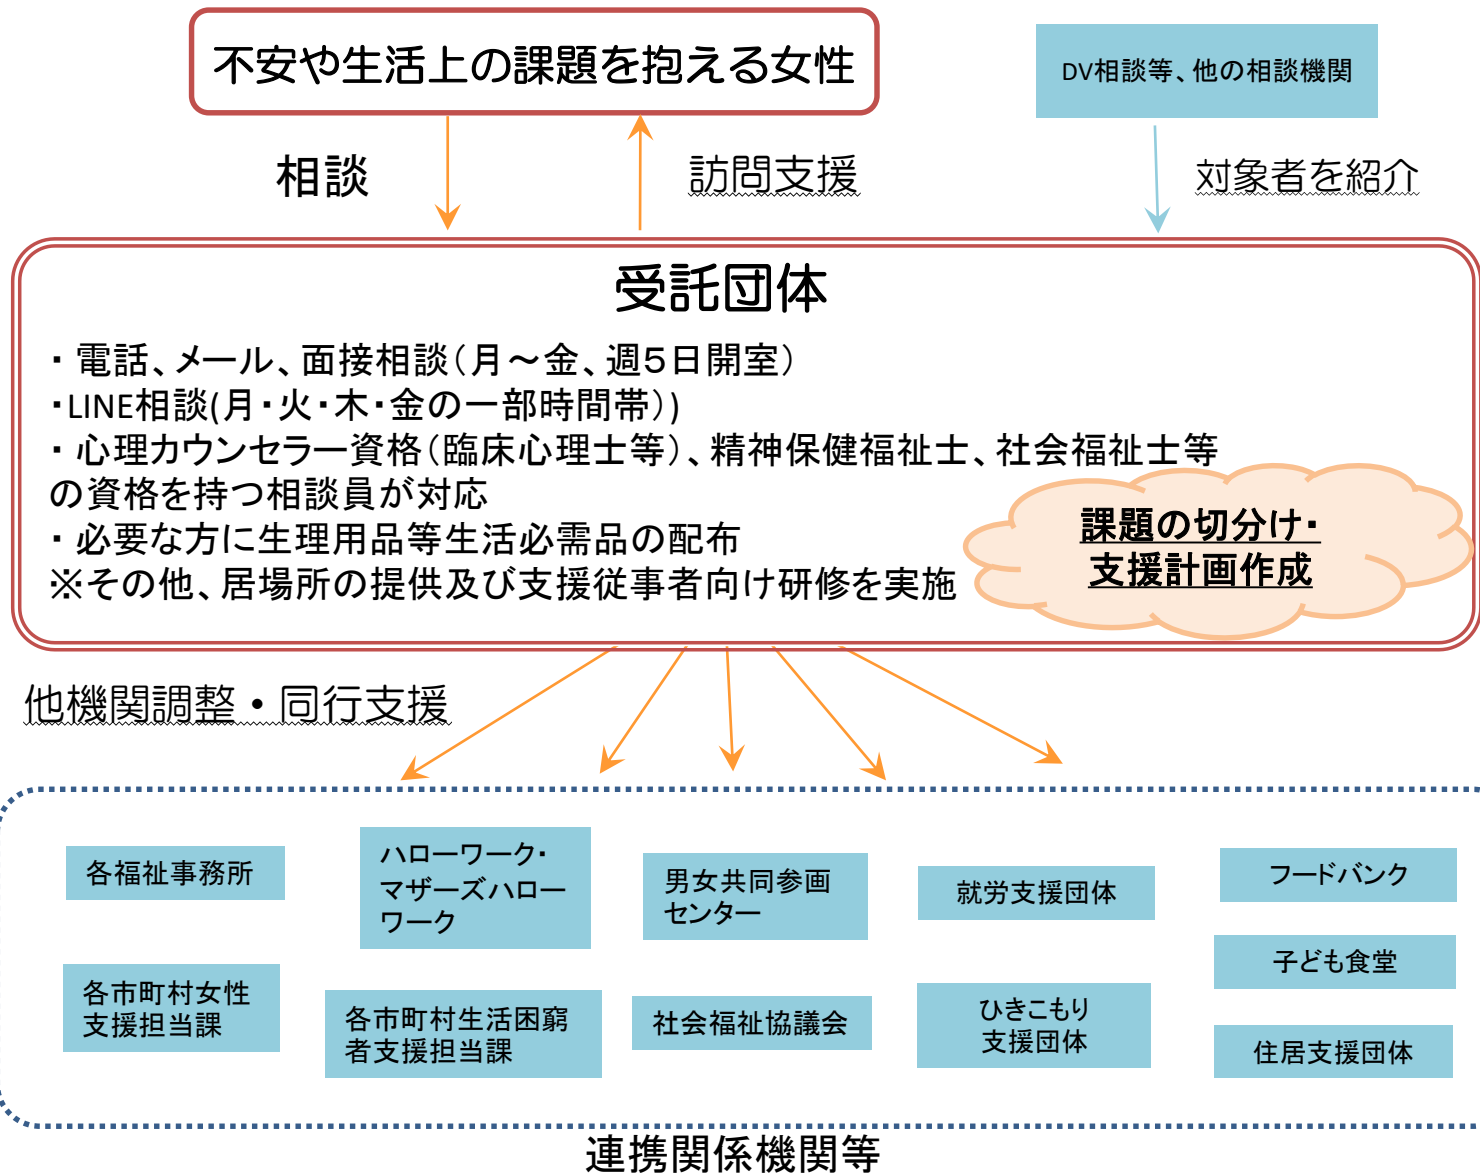 不安や生活上の課題を抱える女性
DV相談等、他の相談機関
相談
訪問支援
対象者を紹介
受託団体
・電話、メール、面接相談（月～金、週５日開室）
・LINE相談(月・火・木・金の一部時間帯）)
・心理カウンセラー資格（臨床心理士等）、精神保健福祉士、社会福祉士等
の資格を持つ相談員が対応
・必要な方に生理用品等生活必需品の配布
※その他、居場所の提供及び支援従事者向け研修を実施
課題の切分け・
支援計画作成
他機関調整・同行支援
各福祉事務所
ハローワーク・
マザーズハロー
ワーク
男女共同参画
センター
就労支援団体
フードバンク
子ども食堂
各市町村女性
支援担当課
各市町村生活困窮
者支援担当課
社会福祉協議会
ひきこもり
支援団体
住居支援団体
連携関係機関等